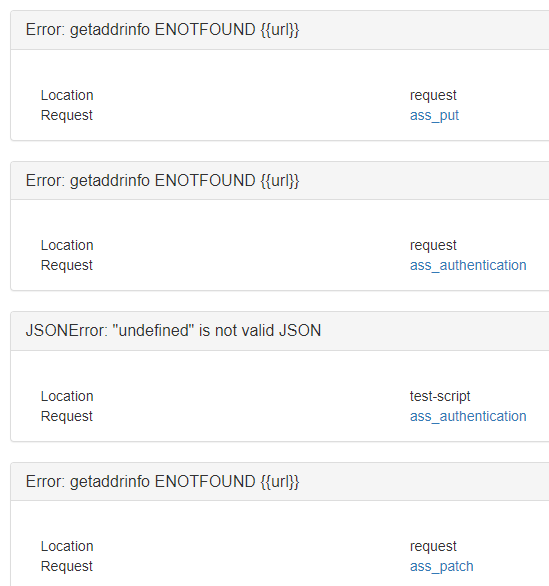 Error: getaddrinfo ENOTFOUND {{url}}
Location request
Request ass_put
Error: getaddrinfo ENOTFOUND {{url}}
Location request
Request ass_authentication
JSONError: "undefined" is not valid JSON
Location test-script
Request ass_authentication
Error: getaddrinfo ENOTFOUND {{url}}
Location request
Request ass_patch